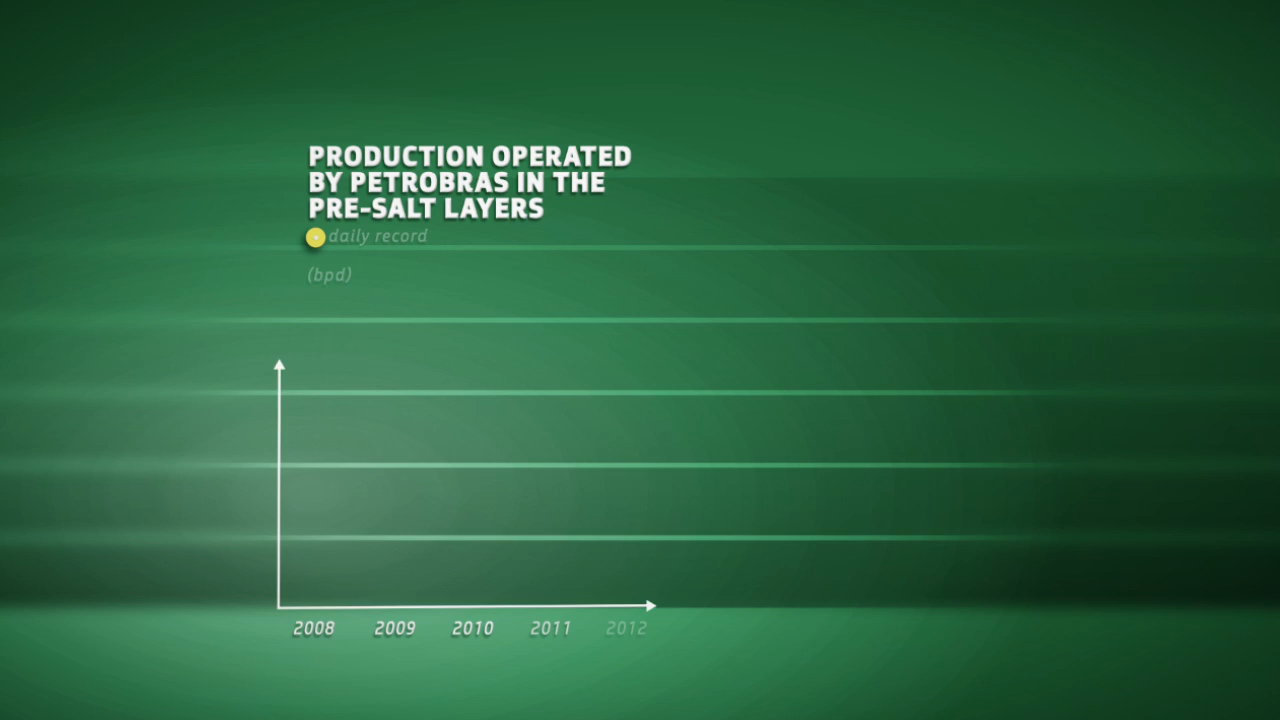 PRODUCTION OPERATED
BY PETROBRAS IN THE
PRE-SALT LAYERS
daily record
(bpd)
2008 2009 2010 2011 2012